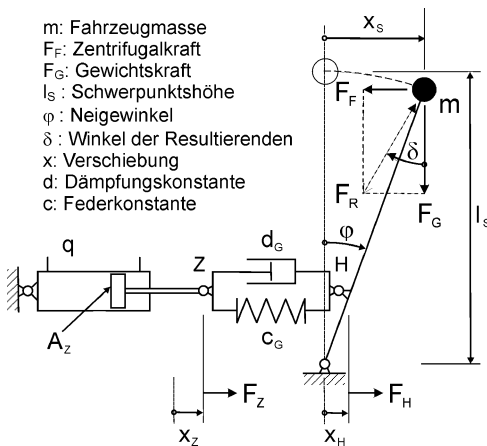 m: Fahrzeugmasse
F_F: Zentrifugalkraft
F_G: Gewichtskraft
l_S : Schwerpunktshöhe
φ : Neigewinkel
δ : Winkel der Resultierenden
x: Verschiebung
d: Dämpfungskonstante
c: Federkonstante
x_S
F_F
m
δ
F_R
F_G
l_S
φ
q
d_G
Z
H
A_Z
c_G
F_Z
F_H
x_Z
x_H